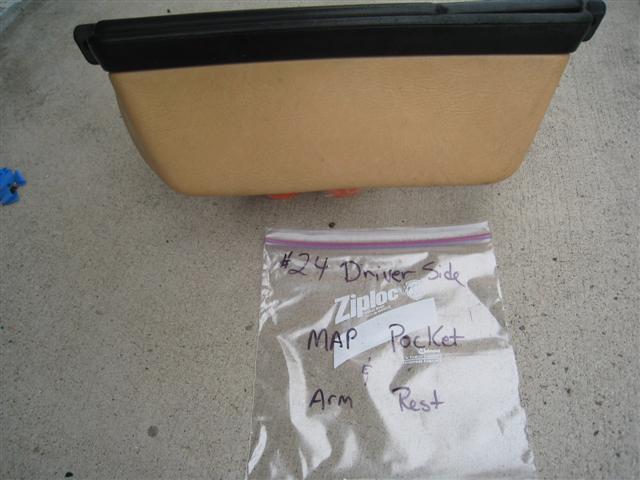 #24 Driver Side
Ziploc
MAP Pocket
&
Arm Rest